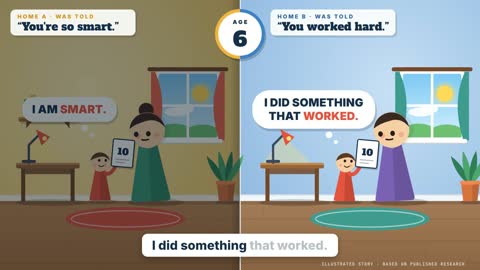 HOME A · WAS TOLD
“You're so smart.”
AGE
6
HOME B · WAS TOLD
“You worked hard.”
I AM SMART.
10
I DID SOMETHING
THAT WORKED.
10
I did something that worked.
ILLUSTRATED STORY · BASED ON PUBLISHED RESEARCH